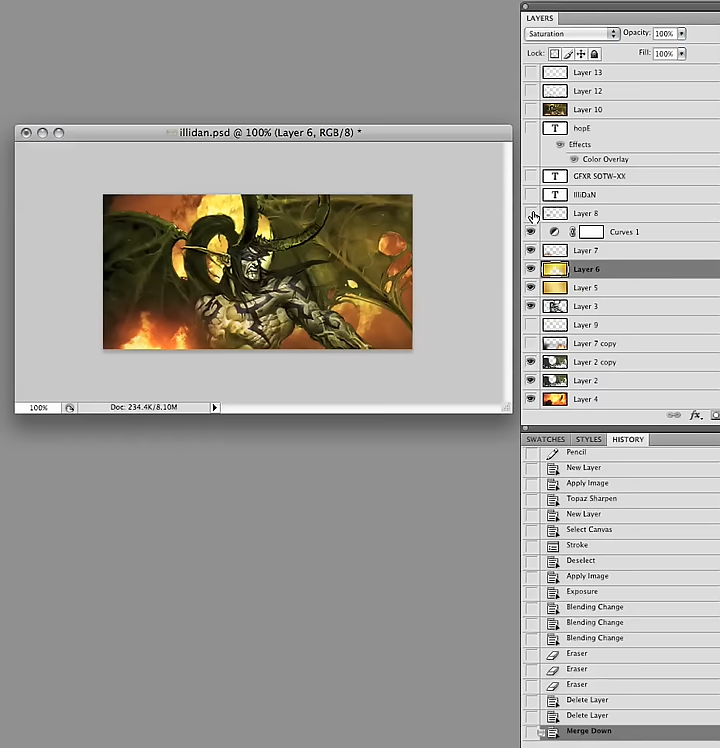 LAYERS
Saturation Opacity: 100%
Lock: Fill: 100%
Layer 13
Layer 12
Layer 10
T hopE
Effects
Color Overlay
T GFXR SOTW-XX
T IlliDaN
Layer 8
Curves 1
Layer 7
Layer 6
Layer 5
Layer 3
Layer 9
Layer 7 copy
Layer 2 copy
Layer 2
Layer 4
fx.
illidan.psd @ 100% (Layer 6, RGB/8) *
100% Doc: 234.4K/8.10M
SWATCHES STYLES HISTORY
Pencil
New Layer
Apply Image
Topaz Sharpen
New Layer
Select Canvas
Stroke
Deselect
Apply Image
Exposure
Blending Change
Blending Change
Blending Change
Eraser
Eraser
Eraser
Delete Layer
Delete Layer
Merge Down